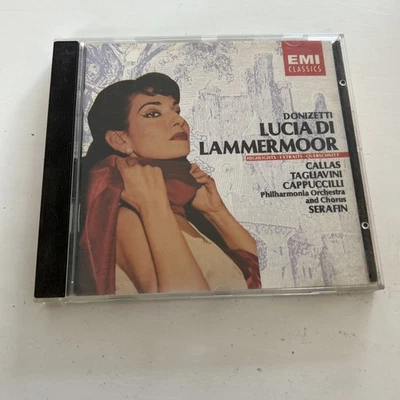 EMI
CLASSICS
DONIZETTI
LUCIA DI
LAMMERMOOR
HIGHLIGHTS · EXTRAITS · QUERSCHNITT
CALLAS
TAGLIAVINI
CAPPUCCILLI
Philharmonia Orchestra
and Chorus
SERAFIN